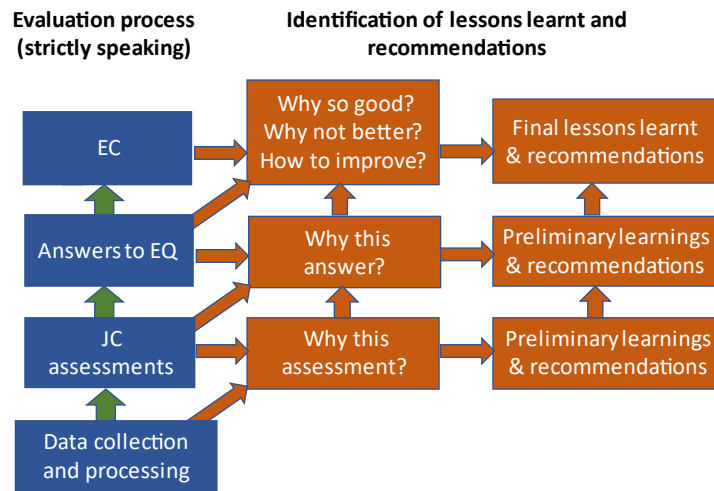 Evaluation process
(strictly speaking)
Identification of lessons learnt and
recommendations
EC
Why so good?
Why not better?
How to improve?
Final lessons learnt
& recommendations
Answers to EQ
Why this
answer?
Preliminary learnings
& recommendations
JC
assessments
Why this
assessment?
Preliminary learnings
& recommendations
Data collection
and processing